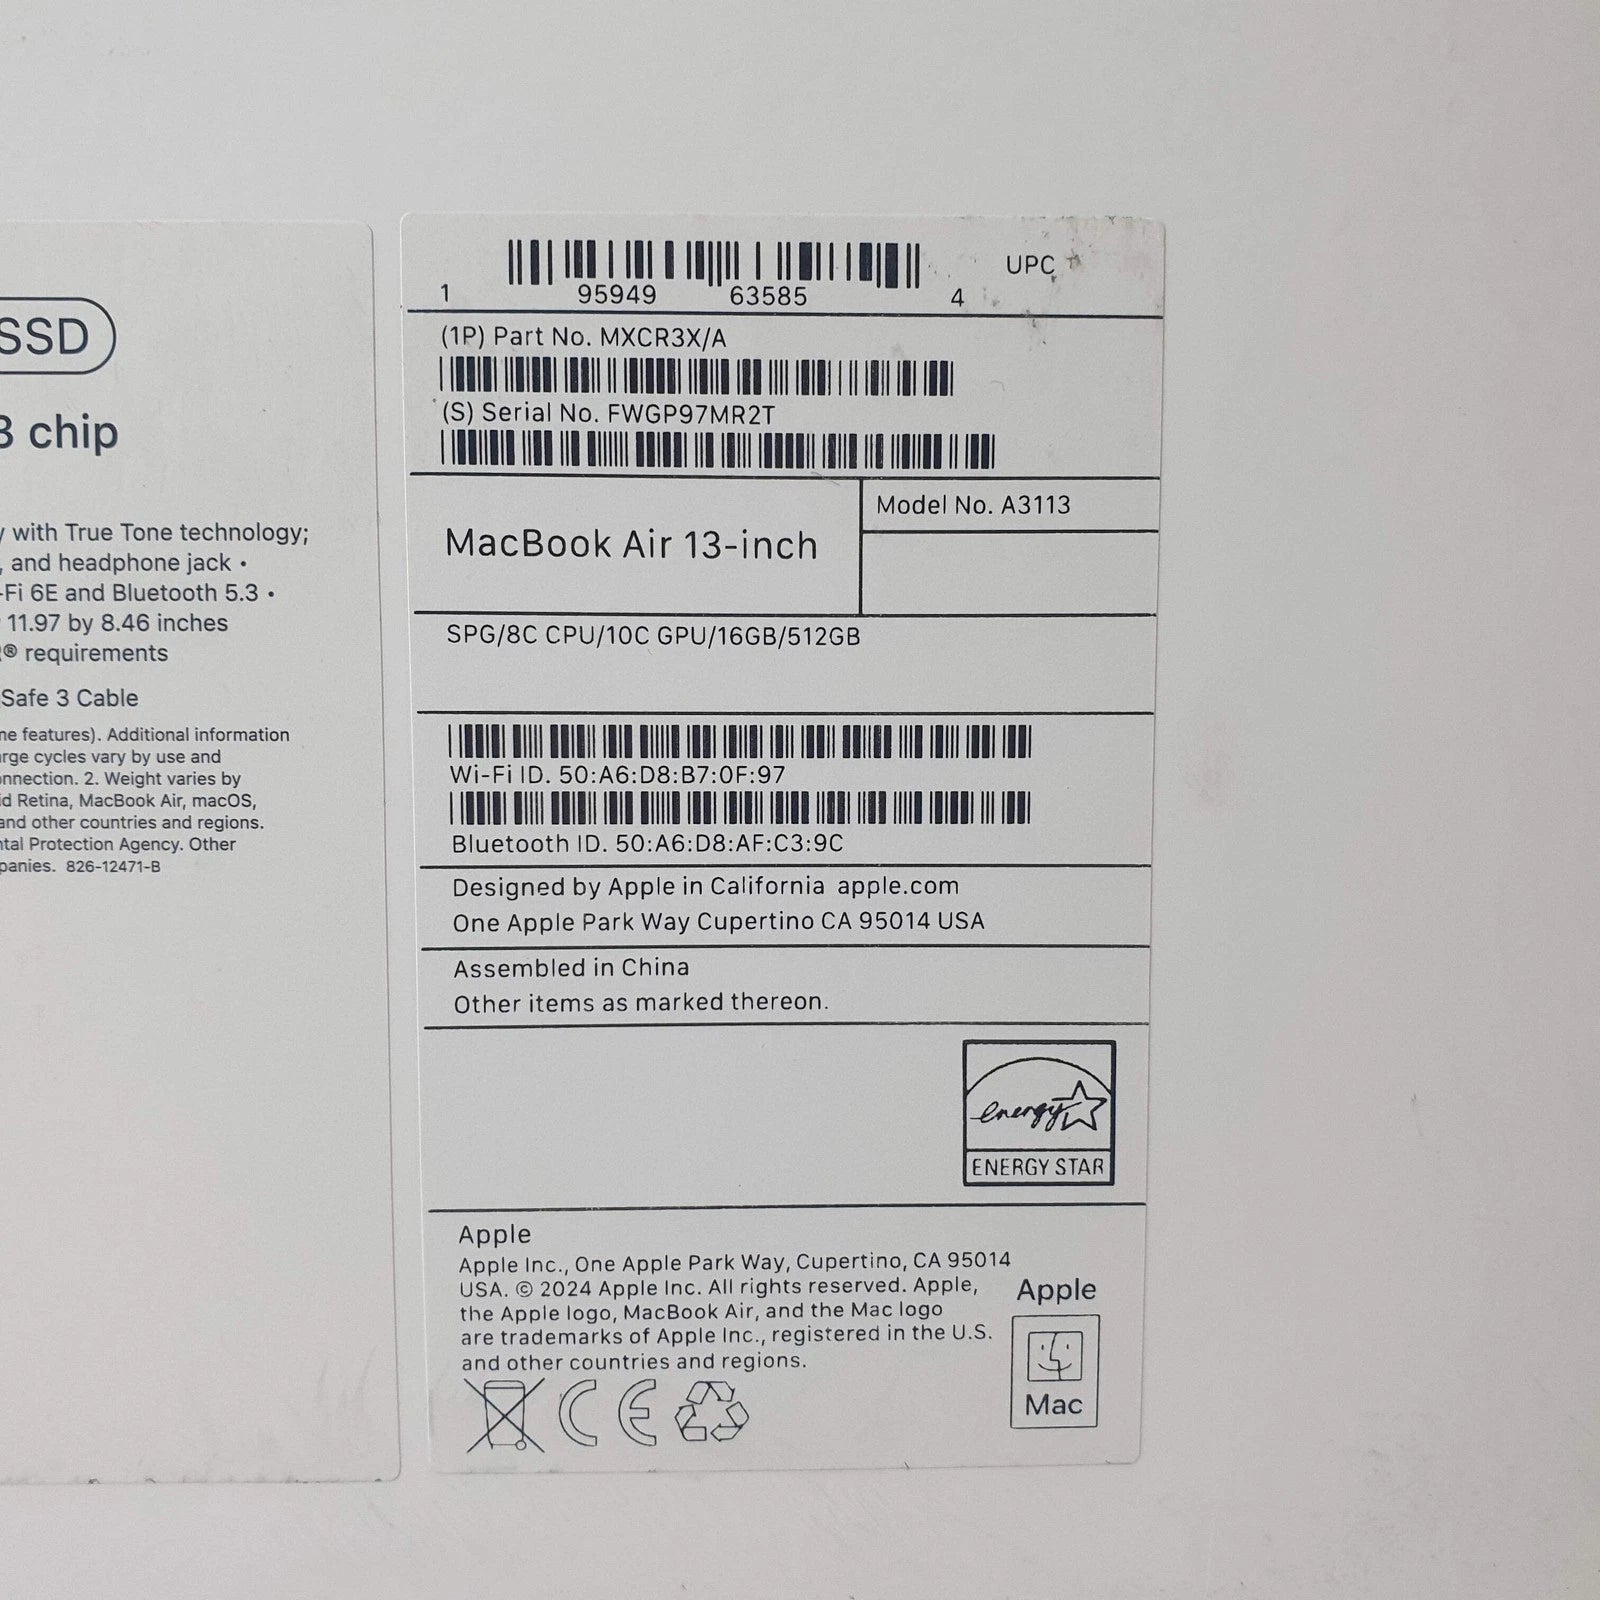 SSD
3 chip
with True Tone technology;
, and headphone jack •
-Fi 6E and Bluetooth 5.3 •
11.97 by 8.46 inches
® requirements
Safe 3 Cable
features). Additional information
cycles vary by use and
2. Weight varies by
Retina, MacBook Air, macOS,
and other countries and regions.
Protection Agency. Other
826-12471-B
1 95949 63585 4 UPC
(1P) Part No. MXCR3X/A
(S) Serial No. FWGP97MR2T
MacBook Air 13-inch
Model No. A3113
SPG/8C CPU/10C GPU/16GB/512GB
Wi-Fi ID. 50:A6:D8:B7:0F:97
Bluetooth ID. 50:A6:D8:AF:C3:9C
Designed by Apple in California apple.com
One Apple Park Way Cupertino CA 95014 USA
Assembled in China
Other items as marked thereon.
energy
ENERGY STAR
Apple
Apple Inc., One Apple Park Way, Cupertino, CA 95014
USA. © 2024 Apple Inc. All rights reserved. Apple,
the Apple logo, MacBook Air, and the Mac logo
are trademarks of Apple Inc., registered in the U.S.
and other countries and regions.
CE
Apple
Mac